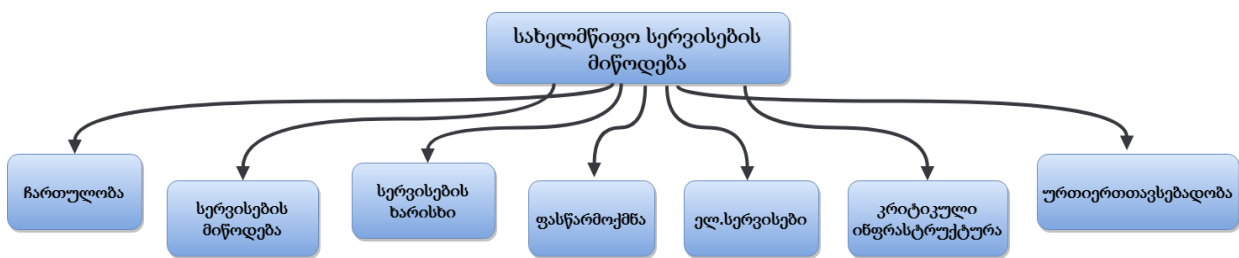 სახელმწიფო სერვისების
მიწოდება
ჩართულობა
სერვისების
მიწოდება
სერვისების
ხარისხი
ფასწარმოქმნა
ელ.სერვისები
კრიტიკული
ინფრასტრუქტურა
ურთიერთთავსებადობა